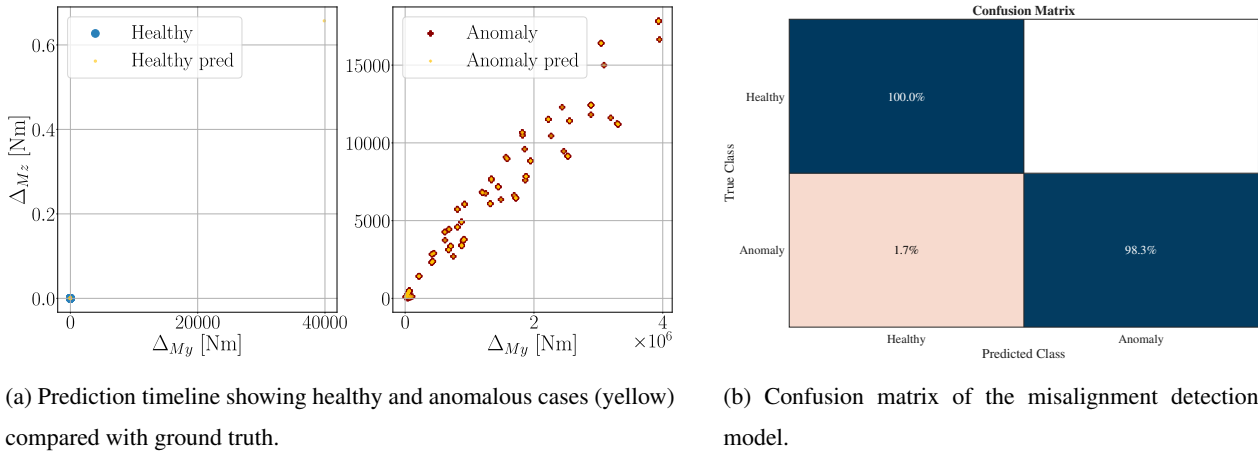 Confusion Matrix
0.6
0.4
0.2
0.0
Δ_Mz [Nm]
Healthy
Healthy pred
0
20000
40000
Δ_My [Nm]
15000
10000
5000
0
Anomaly
Anomaly pred
0
2
4
×10⁶
Δ_My [Nm]
True Class
Healthy
100.0%
Anomaly
1.7%
98.3%
Healthy
Anomaly
Predicted Class
(a) Prediction timeline showing healthy and anomalous cases (yellow)
compared with ground truth.
(b) Confusion matrix of the misalignment detection
model.